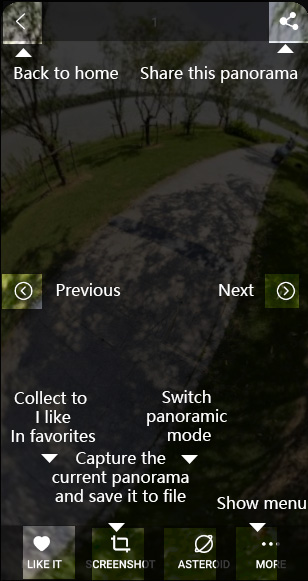 1
Back to home
Share this panorama
Previous
Next
Collect to
I like
In favorites
Switch
panoramic
mode
Capture the
current panorama
and save it to file
Show menu
LIKE IT
SCREENSHOT
ASTEROID
MORE